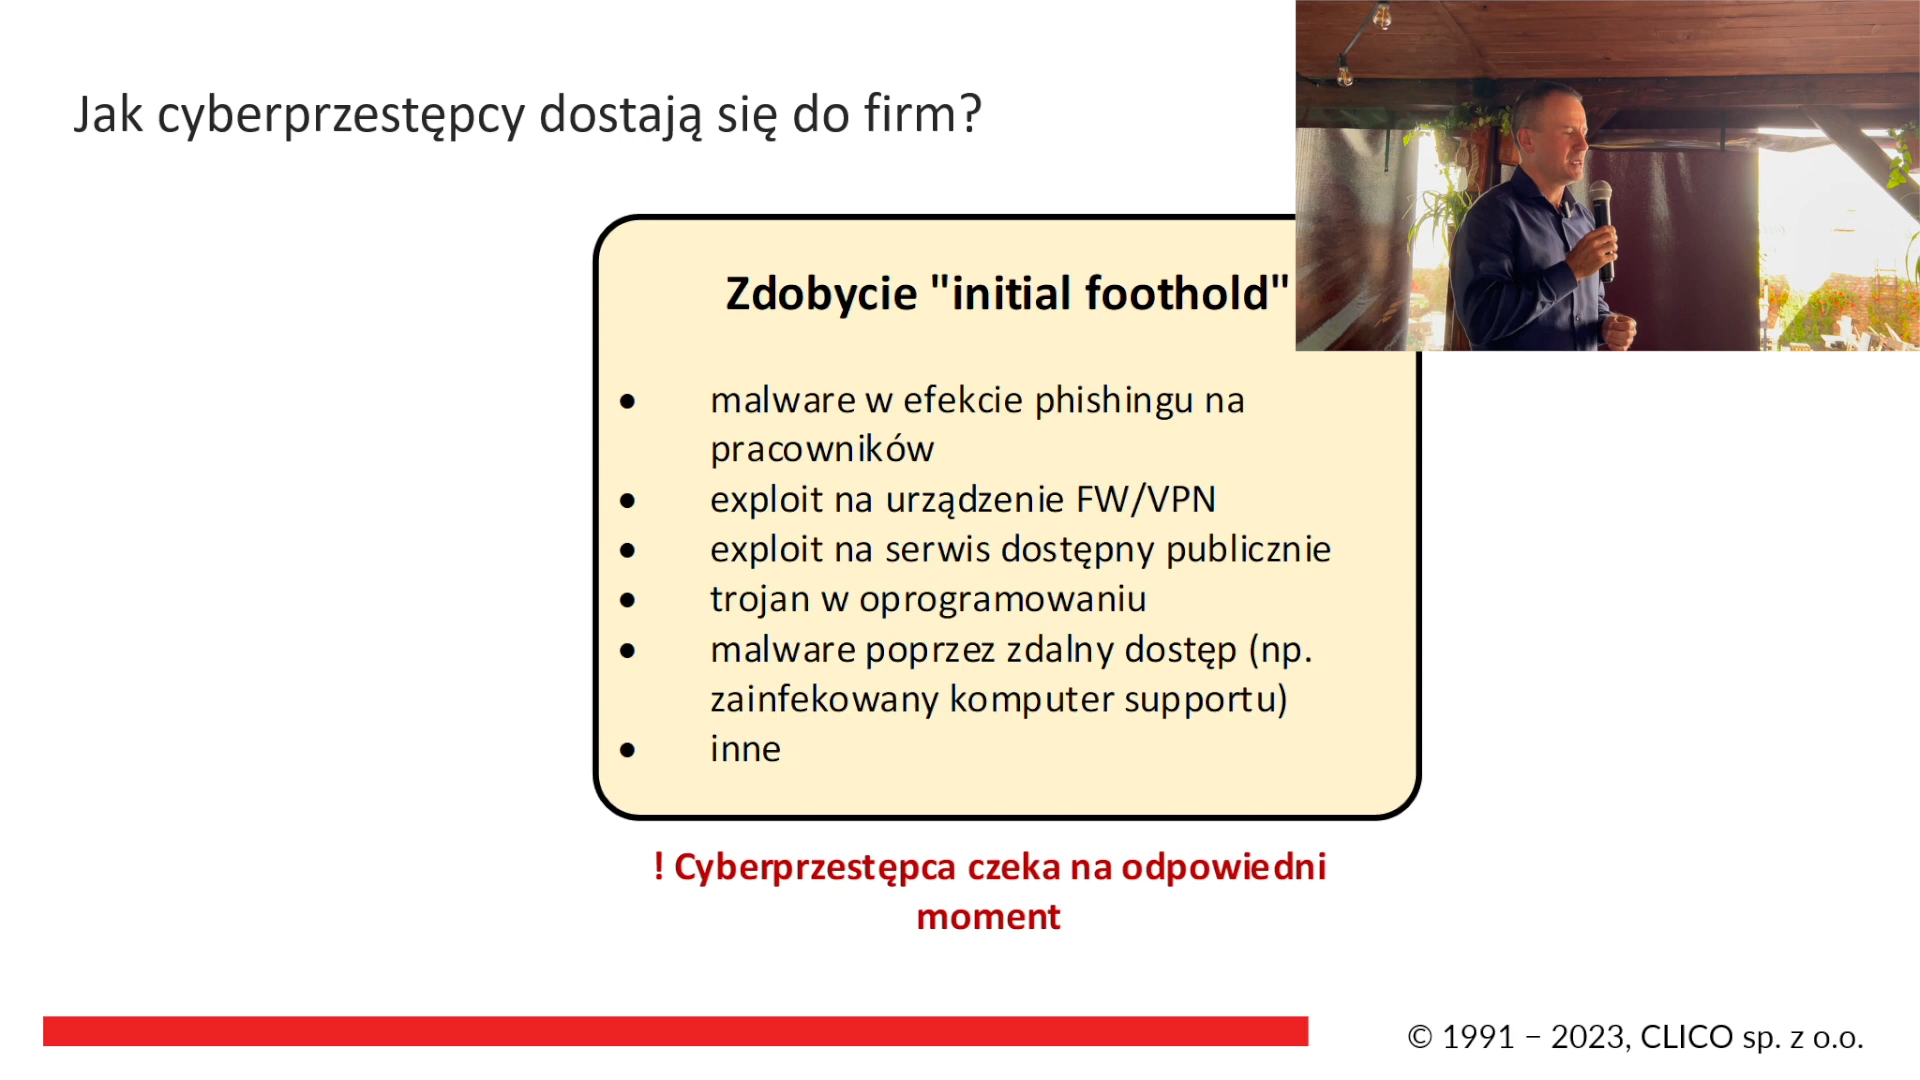 Jak cyberprzestępcy dostają się do firm?
Zdobycie "initial foothold"
• malware w efekcie phishingu na
pracowników
• exploit na urządzenie FW/VPN
• exploit na serwis dostępny publicznie
• trojan w oprogramowaniu
• malware poprzez zdalny dostęp (np.
zainfekowany komputer supportu)
• inne
! Cyberprzestępca czeka na odpowiedni
moment
© 1991 – 2023, CLICO sp. z o.o.